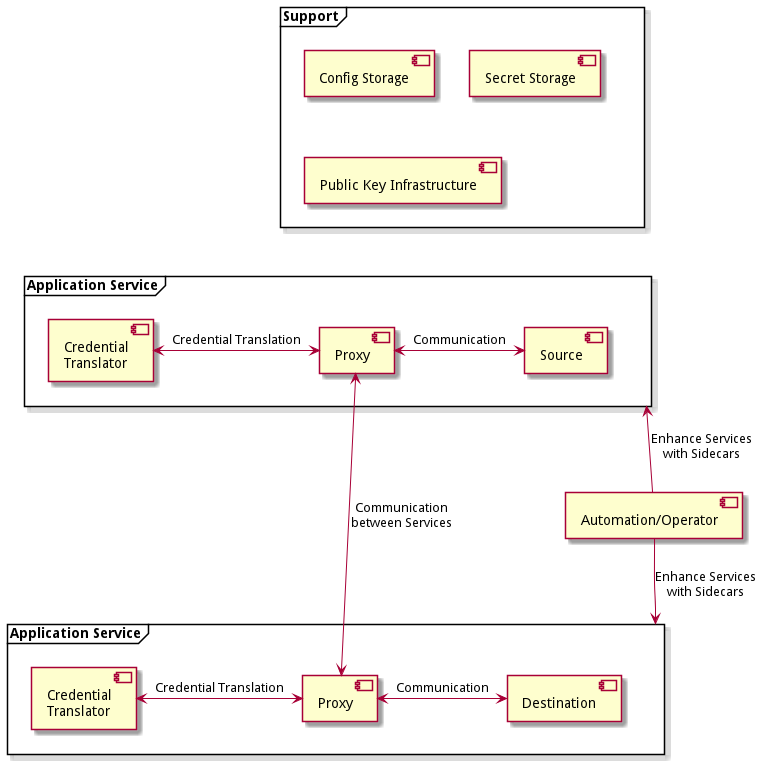 Support
Config Storage
Secret Storage
Public Key Infrastructure
Application Service
Credential
Translator
Credential Translation
Proxy
Communication
Source
Enhance Services
with Sidecars
Automation/Operator
Communication
between Services
Enhance Services
with Sidecars
Application Service
Credential
Translator
Credential Translation
Proxy
Communication
Destination